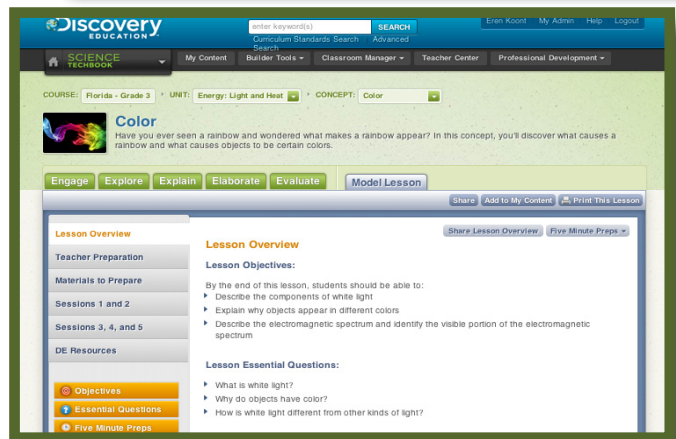 Discovery
EDUCATION
enter keyword(s)
SEARCH
Curriculum Standards Search
Advanced
Search
Eren Koont My Admin Help Logout
SCIENCE
TECHBOOK
My Content Builder Tools Classroom Manager Teacher Center Professional Development
COURSE: Florida - Grade 3 UNIT: Energy: Light and Heat CONCEPT: Color
Color
Have you ever seen a rainbow and wondered what makes a rainbow appear? In this concept, you'll discover what causes a
rainbow and what causes objects to be certain colors.
Engage Explore Explain Elaborate Evaluate Model Lesson
Share Add to My Content Print This Lesson
Lesson Overview
Teacher Preparation
Materials to Prepare
Sessions 1 and 2
Sessions 3, 4, and 5
DE Resources
Objectives
Essential Questions
Five Minute Preps
Share Lesson Overview Five Minute Preps
Lesson Overview
Lesson Objectives:
By the end of this lesson, students should be able to:
Describe the components of white light
Explain why objects appear in different colors
Describe the electromagnetic spectrum and identify the visible portion of the electromagnetic
spectrum
Lesson Essential Questions:
What is white light?
Why do objects have color?
How is white light different from other kinds of light?